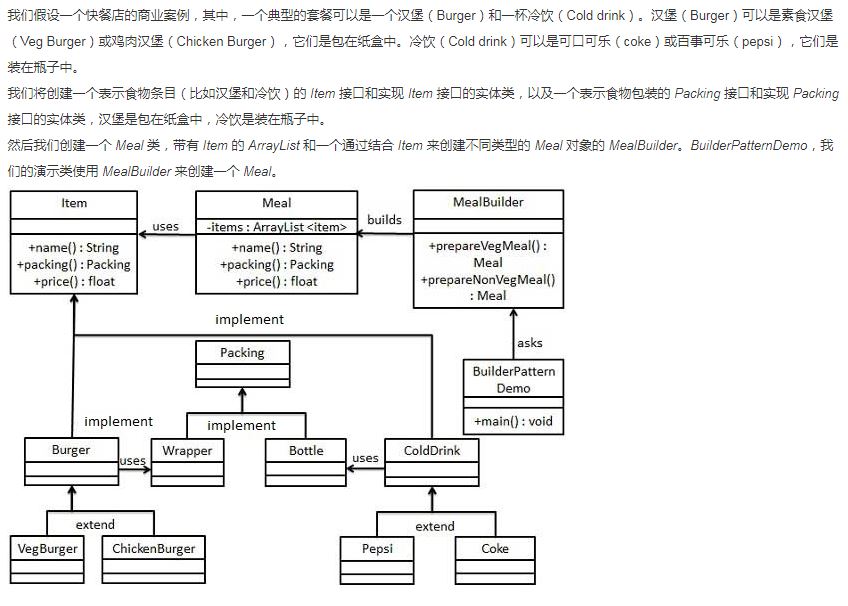 我们假设一个快餐店的商业案例，其中，一个典型的套餐可以是一个汉堡（Burger）和一杯冷饮（Cold drink）。汉堡（Burger）可以是素食汉堡
（Veg Burger）或鸡肉汉堡（Chicken Burger），它们是包在纸盒中。冷饮（Cold drink）可以是可口可乐（coke）或百事可乐（pepsi），它们是
装在瓶子中。
我们将创建一个表示食物条目（比如汉堡和冷饮）的 Item 接口和实现 Item 接口的实体类，以及一个表示食物包装的 Packing 接口和实现 Packing
接口的实体类，汉堡是包在纸盒中，冷饮是装在瓶子中。
然后我们创建一个 Meal 类，带有 Item 的 ArrayList 和一个通过结合 Item 来创建不同类型的 Meal 对象的 MealBuilder。BuilderPatternDemo，我
们的演示类使用 MealBuilder 来创建一个 Meal。
Item
+name() : String
+packing() : Packing
+price() : float
uses
Meal
-items : ArrayList <item>
+name() : String
+packing() : Packing
+price() : float
builds
MealBuilder
+prepareVegMeal() :
Meal
+prepareNonVegMeal()
: Meal
implement
asks
Packing
BuilderPattern
Demo
+main() : void
implement
implement
Burger
uses
Wrapper
Bottle
uses
ColdDrink
extend
extend
VegBurger
ChickenBurger
Pepsi
Coke